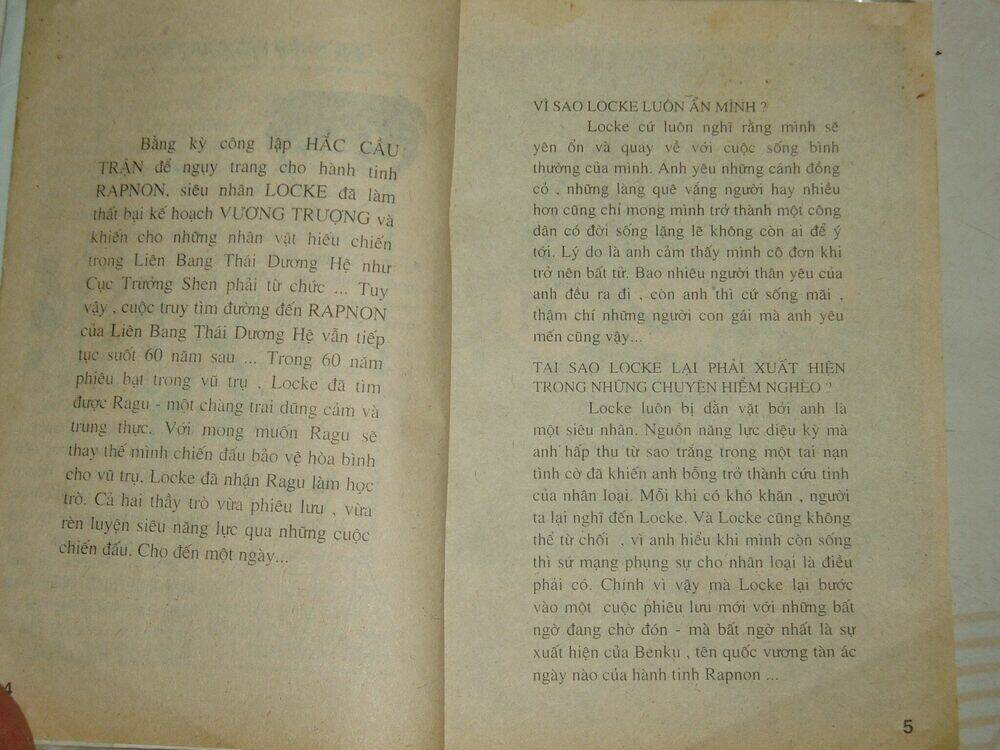 Bằng kỳ công lập HẮC CẦU
TRẬN để ngụy trang cho hành tinh
RAPNON, siêu nhân LOCKE đã làm
thất bại kế hoạch VƯƠNG TRƯỢNG và
khiến cho những nhân vật hiếu chiến
trong Liên Bang Thái Dương Hệ như
Cục Trưởng Shen phải từ chức ... Tuy
vậy , cuộc truy tìm đường đến RAPNON
của Liên Bang Thái Dương Hệ vẫn tiếp
tục suốt 60 năm sau ... Trong 60 năm
phiêu bạt trong vũ trụ , Locke đã tìm
được Ragu - một chàng trai dũng cảm và
trung thực. Với mong muốn Ragu sẽ
thay thế mình chiến đấu bảo vệ hòa bình
cho vũ trụ, Locke đã nhận Ragu làm học
trò. Cả hai thầy trò vừa phiêu lưu , vừa
rèn luyện siêu năng lực qua những cuộc
chiến đấu. Cho đến một ngày...
4
VÌ SAO LOCKE LUÔN ẨN MÌNH ?
Locke cứ luôn nghĩ rằng mình sẽ
yên ổn và quay về với cuộc sống bình
thường của mình. Anh yêu những cánh đồng
cỏ , những làng quê vắng người hay nhiều
hơn cũng chỉ mong mình trở thành một công
dân có đời sống lặng lẽ không còn ai để ý
tới. Lý do là anh cảm thấy mình cô đơn khi
trở nên bất tử. Bao nhiêu người thân yêu của
anh đều ra đi , còn anh thì cứ sống mãi ,
thậm chí những người con gái mà anh yêu
mến cũng vậy...
TAI SAO LOCKE LẠI PHẢI XUẤT HIỆN
TRONG NHỮNG CHUYỆN HIỂM NGHÈO ?
Locke luôn bị dằn vặt bởi anh là
một siêu nhân. Nguồn năng lực diệu kỳ mà
anh hấp thu từ sao trắng trong một tai nạn
tình cờ đã khiến anh bỗng trở thành cứu tinh
của nhân loại. Mỗi khi có khó khăn , người
ta lại nghĩ đến Locke. Và Locke cũng không
thể từ chối , vì anh hiểu khi mình còn sống
thì sứ mạng phụng sự cho nhân loại là điều
phải có. Chính vì vậy mà Locke lại bước
vào một cuộc phiêu lưu mới với những bất
ngờ đang chờ đón - mà bất ngờ nhất là sự
xuất hiện của Benku , tên quốc vương tàn ác
ngày nào của hành tinh Rapnon ...
5